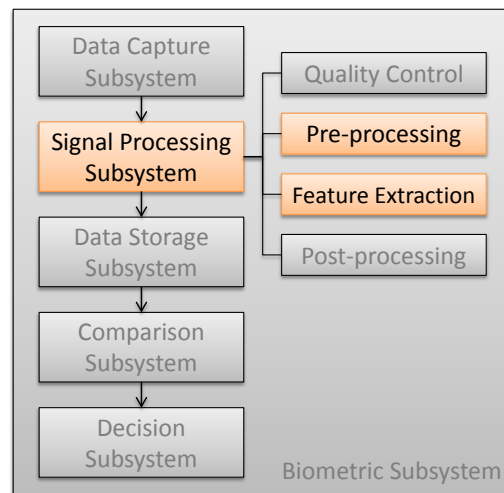 Data Capture
Subsystem
Quality Control
Signal Processing
Subsystem
Pre-processing
Feature Extraction
Data Storage
Subsystem
Post-processing
Comparison
Subsystem
Decision
Subsystem
Biometric Subsystem